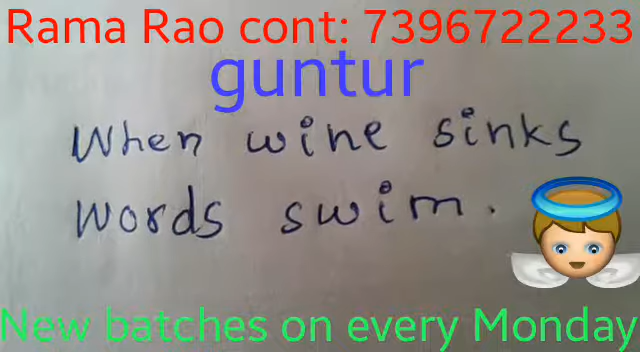 Rama Rao cont: 7396722233
guntur
When wine sinks
words swim.
New batches on every Monday